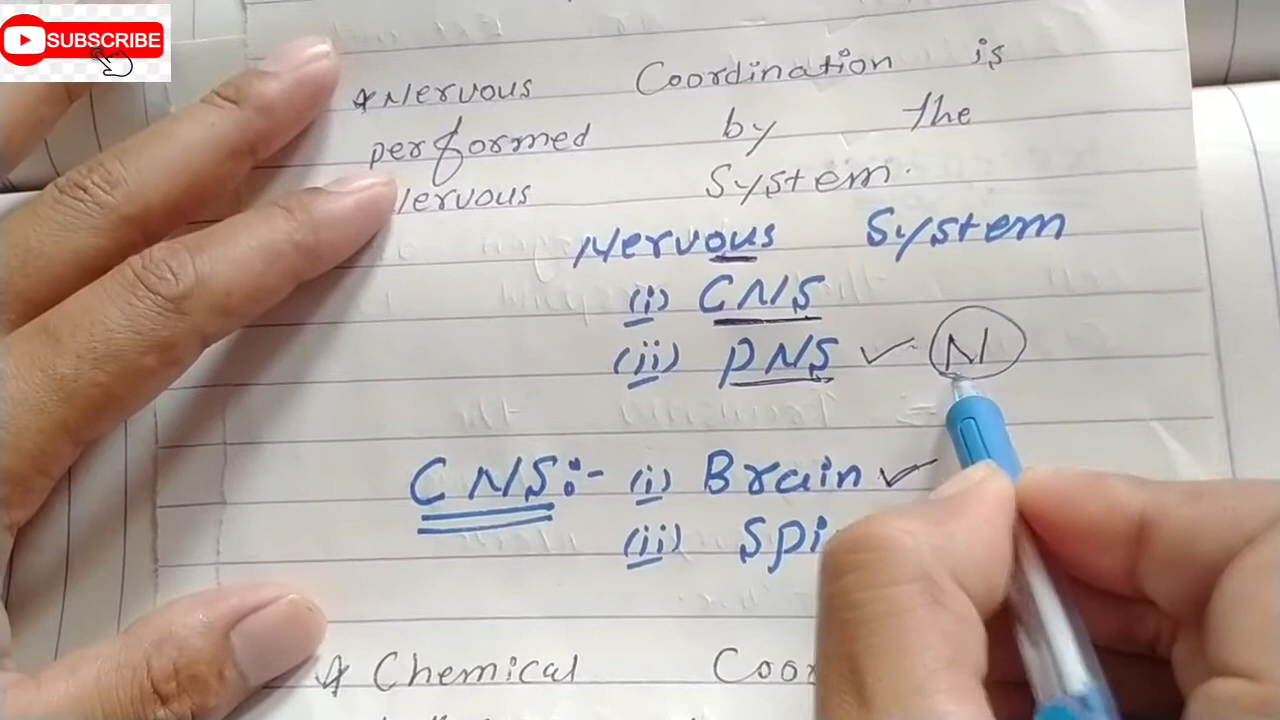 SUBSCRIBE
*Nervous Coordination is
performed by the
Nervous System.
Nervous System
(i) CNS
(ii) PNS ✓ N
CNS:- (i) Brain ✓
(ii) Spi
* Chemical Coo